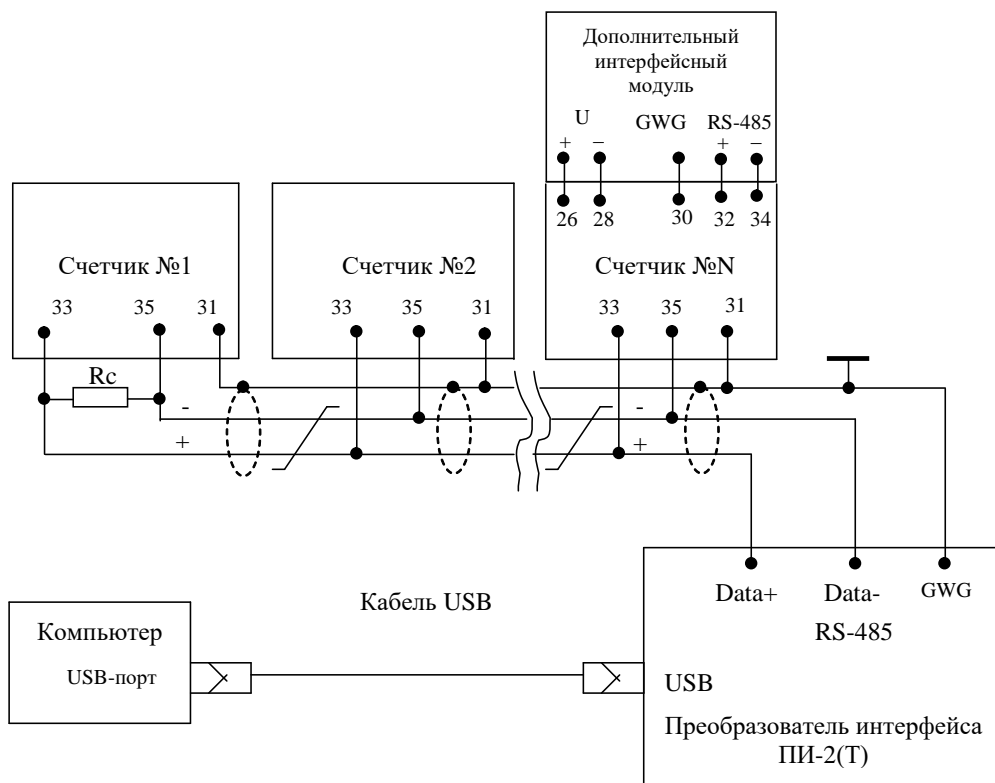 Дополнительный
интерфейсный
модуль
U GWG RS-485
+ − + −
26 28 30 32 34
Счетчик №1 Счетчик №2 Счетчик №N
33 35 31 33 35 31 33 35 31
Rc
- -
+ +
Data+ Data- GWG
RS-485
Кабель USB
Компьютер
USB-порт
USB
Преобразователь интерфейса
ПИ-2(Т)